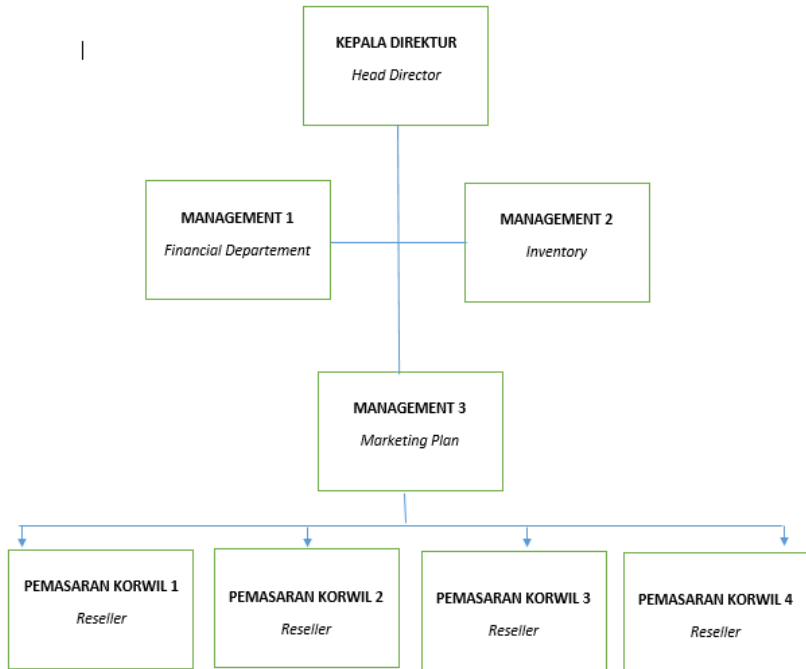 KEPALA DIREKTUR
Head Director
MANAGEMENT 1
Financial Departement
MANAGEMENT 2
Inventory
MANAGEMENT 3
Marketing Plan
PEMASARAN KORWIL 1
Reseller
PEMASARAN KORWIL 2
Reseller
PEMASARAN KORWIL 3
Reseller
PEMASARAN KORWIL 4
Reseller